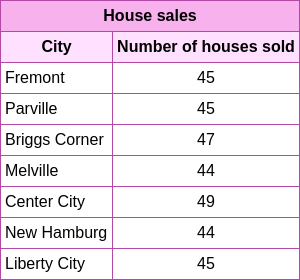 House sales
City Number of houses sold
Fremont 45
Parville 45
Briggs Corner 47
Melville 44
Center City 49
New Hamburg 44
Liberty City 45